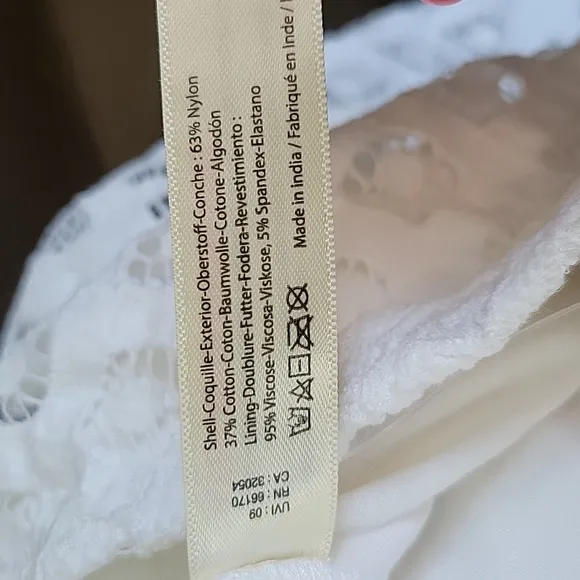 Shell-Coquille-Exterior-Oberstoff-Conche : 63% Nylon
37% Cotton-Coton-Baumwolle-Cotone-Algodón
Lining-Doublure-Futter-Fodera-Revestimiento :
95% Viscose-Viscosa-Viskose, 5% Spandex-Elastano
Made in India / Fabriqué en Inde /
UVI : 09
RN : 66170
CA : 32054